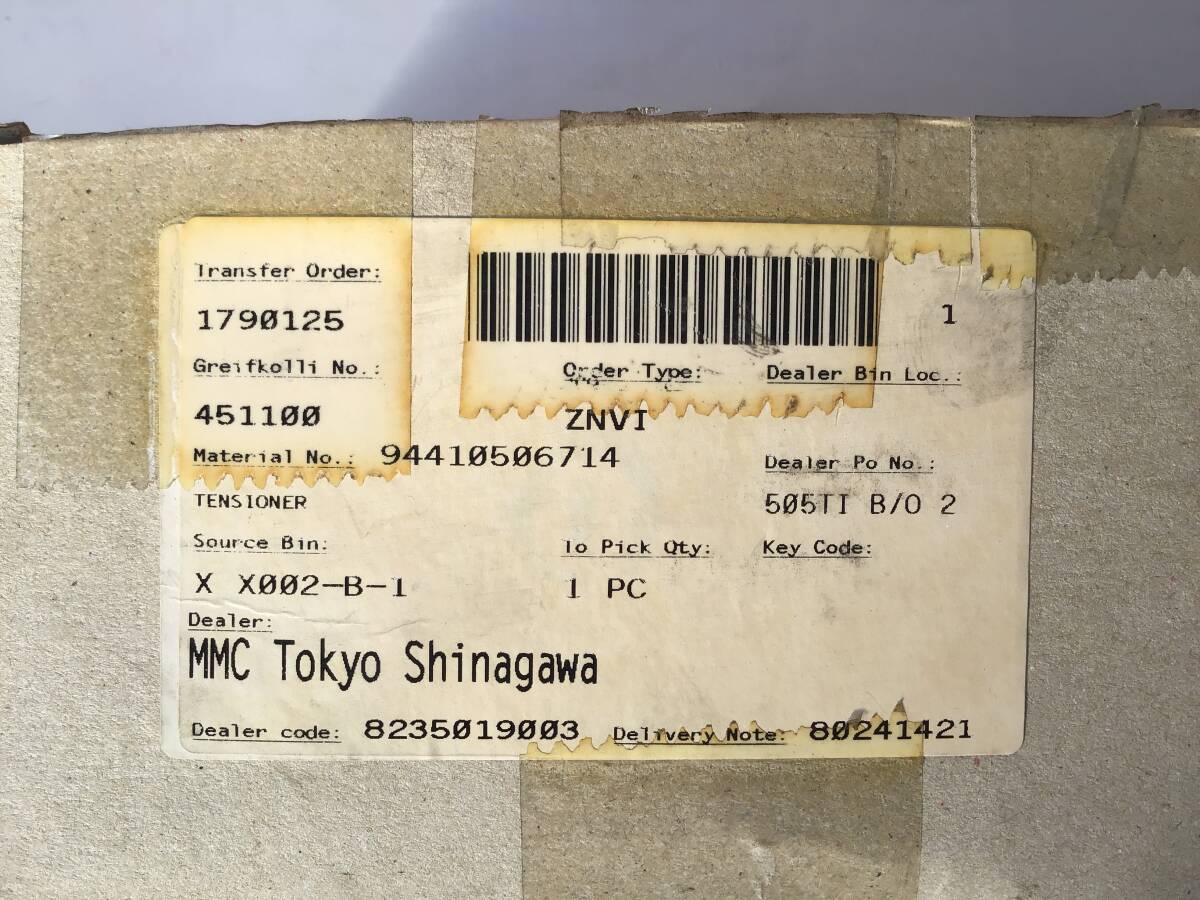 Transfer Order:
1790125
1
Greifkolli No.:
Order Type:
Dealer Bin Loc.:
451100
ZNVI
Material No.: 94410506714
Dealer Po No.:
TENSIONER
505TI B/O 2
Source Bin:
To Pick Qty:
Key Code:
X X002-B-1
1 PC
Dealer:
MMC Tokyo Shinagawa
Dealer code: 8235019003 Delivery Note: 80241421